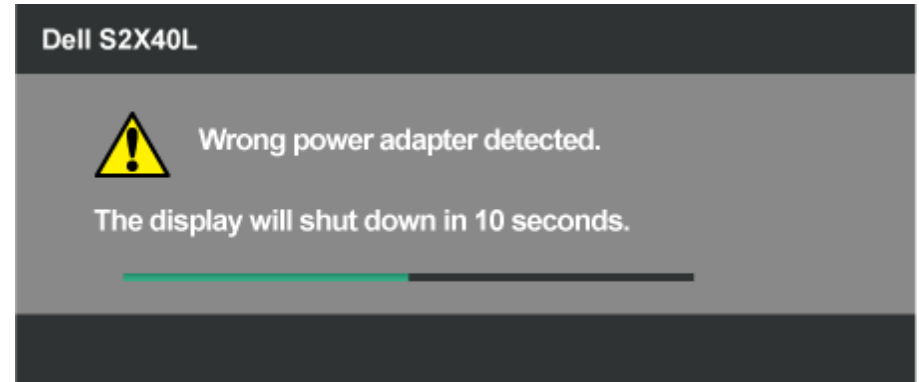 Dell S2X40L
Wrong power adapter detected.
The display will shut down in 10 seconds.